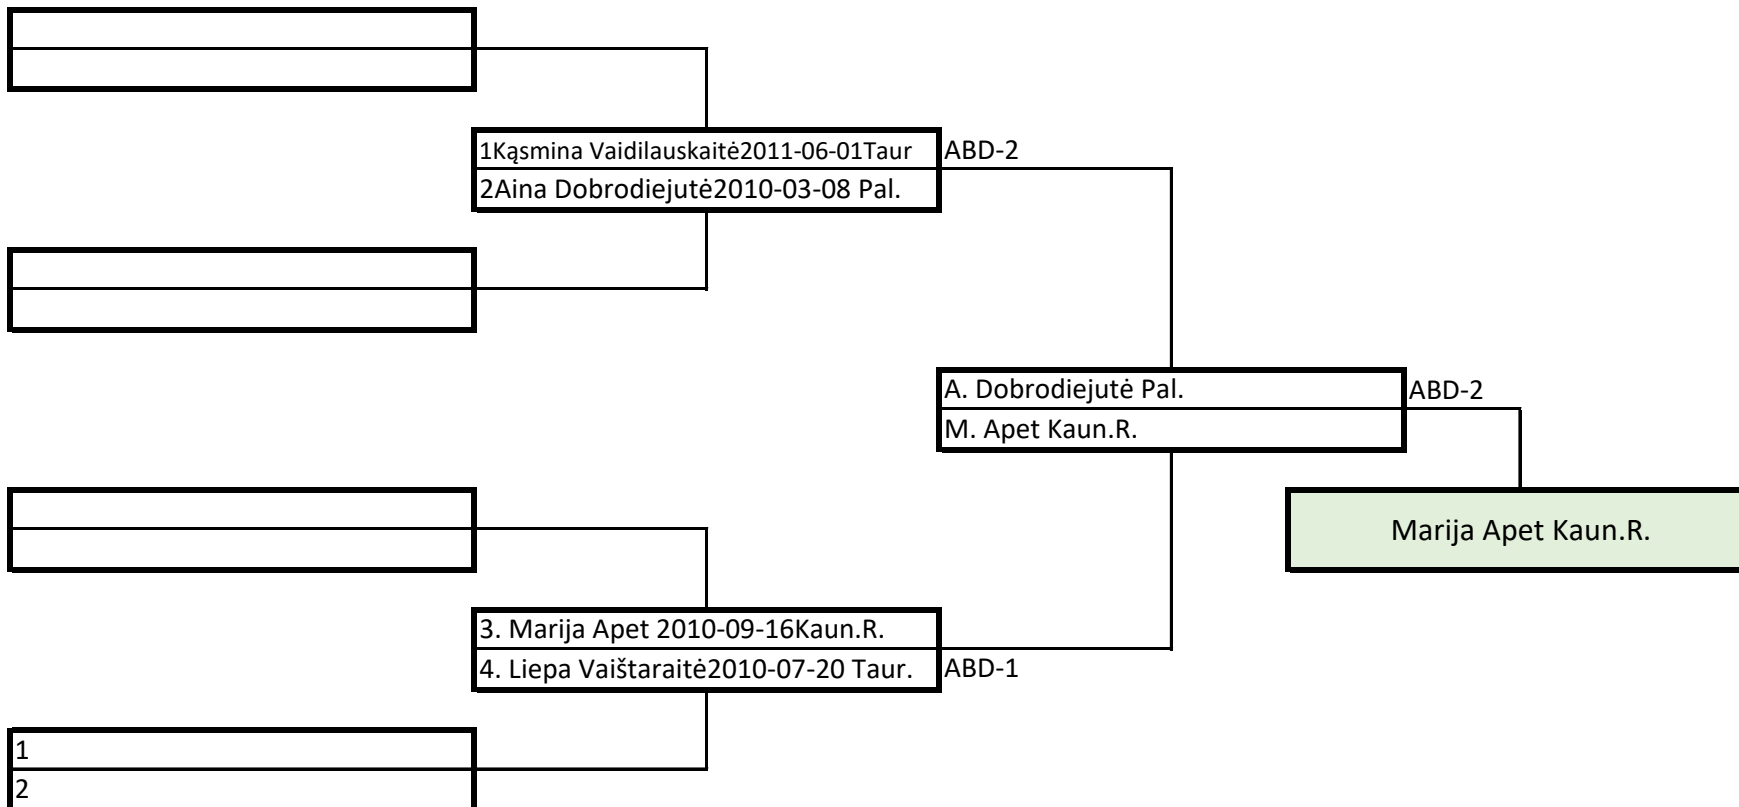 1Kąsmina Vaidilauskaitė2011-06-01Taur ABD-2
2Aina Dobrodiejutė2010-03-08 Pal.
A. Dobrodiejutė Pal. ABD-2
M. Apet Kaun.R.
Marija Apet Kaun.R.
3. Marija Apet 2010-09-16Kaun.R.
4. Liepa Vaištaraitė2010-07-20 Taur. ABD-1
1
2